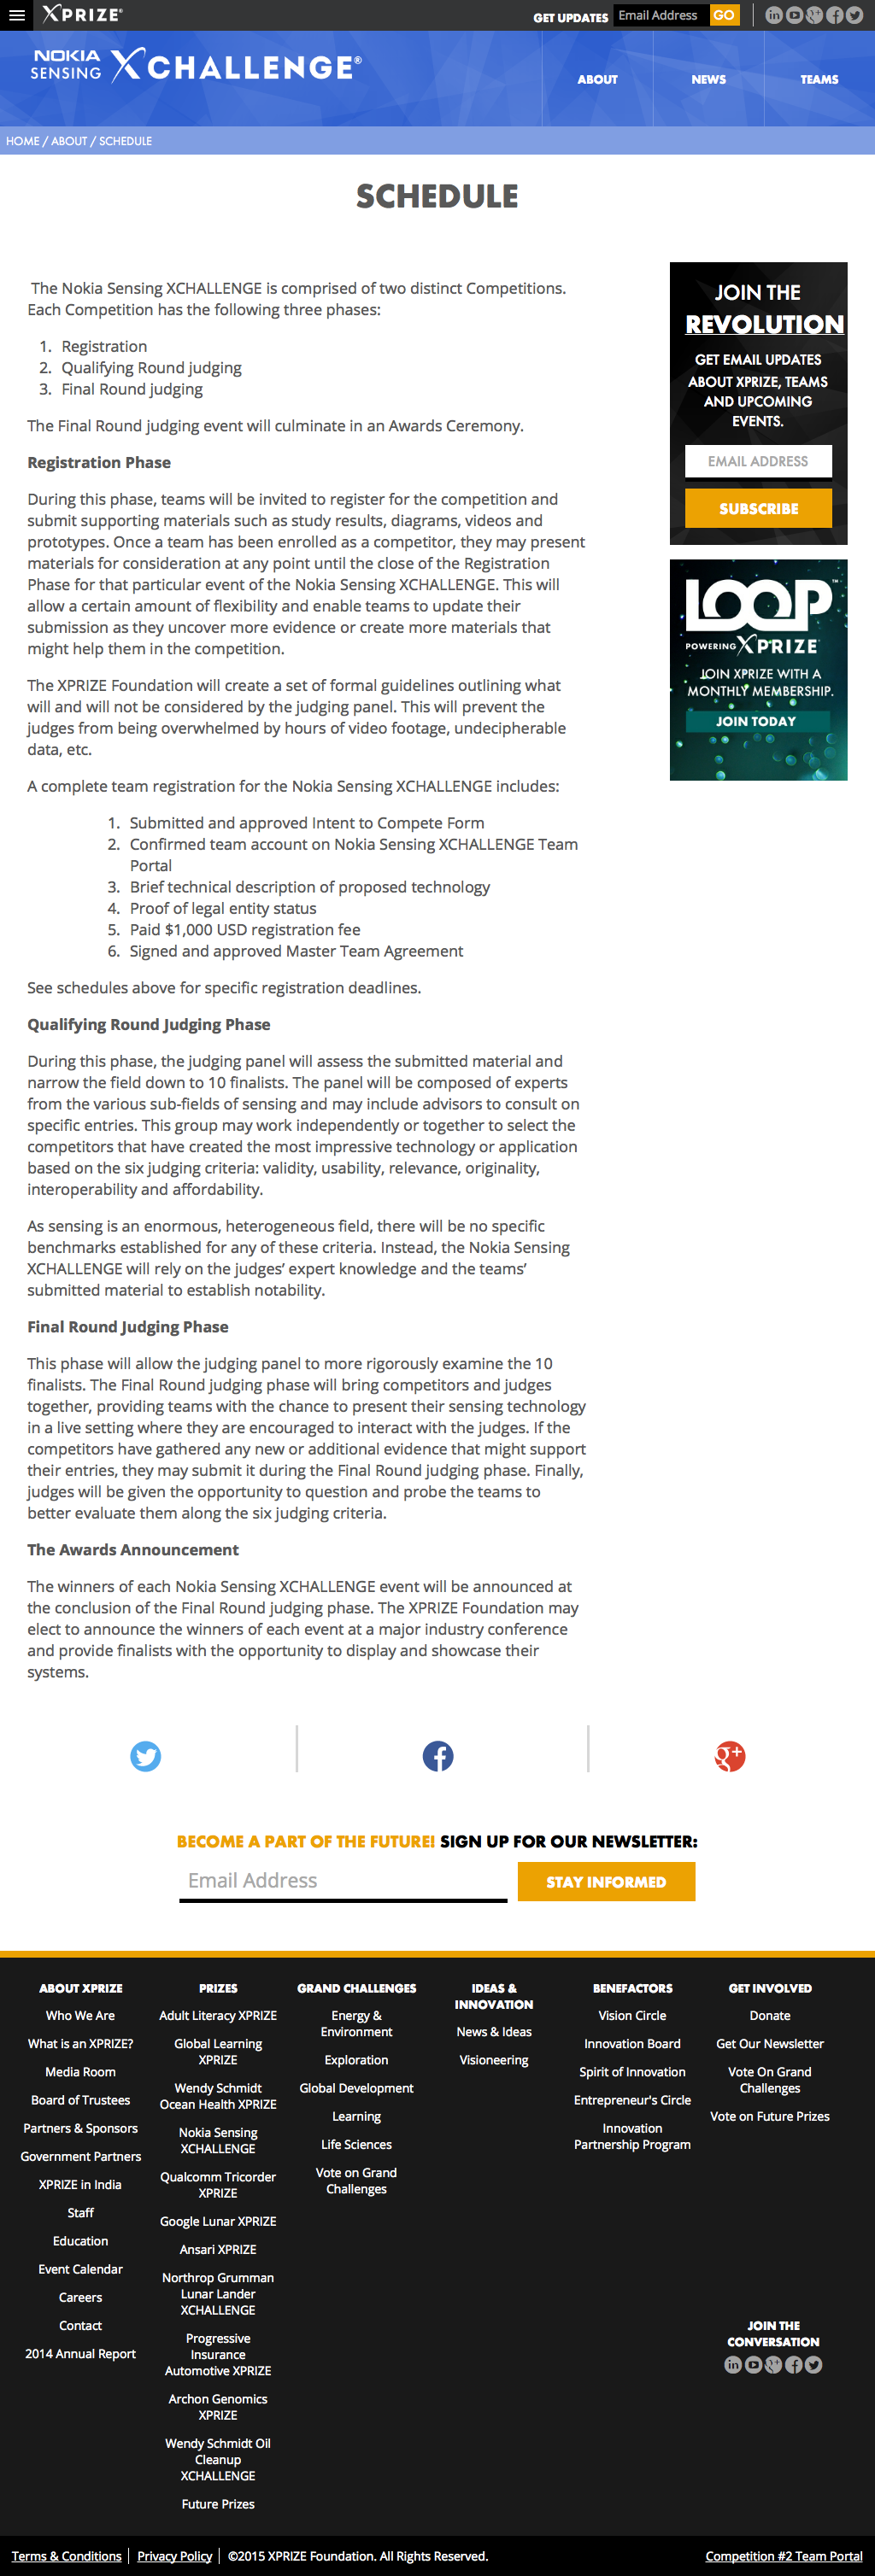 XPRIZE®
GET UPDATES Email Address GO
NOKIA
SENSING XCHALLENGE®
ABOUT NEWS TEAMS
HOME / ABOUT / SCHEDULE
SCHEDULE
The Nokia Sensing XCHALLENGE is comprised of two distinct Competitions.
Each Competition has the following three phases:
1. Registration
2. Qualifying Round judging
3. Final Round judging
The Final Round judging event will culminate in an Awards Ceremony.
Registration Phase
During this phase, teams will be invited to register for the competition and
submit supporting materials such as study results, diagrams, videos and
prototypes. Once a team has been enrolled as a competitor, they may present
materials for consideration at any point until the close of the Registration
Phase for that particular event of the Nokia Sensing XCHALLENGE. This will
allow a certain amount of flexibility and enable teams to update their
submission as they uncover more evidence or create more materials that
might help them in the competition.
The XPRIZE Foundation will create a set of formal guidelines outlining what
will and will not be considered by the judging panel. This will prevent the
judges from being overwhelmed by hours of video footage, undecipherable
data, etc.
A complete team registration for the Nokia Sensing XCHALLENGE includes:
1. Submitted and approved Intent to Compete Form
2. Confirmed team account on Nokia Sensing XCHALLENGE Team
Portal
3. Brief technical description of proposed technology
4. Proof of legal entity status
5. Paid $1,000 USD registration fee
6. Signed and approved Master Team Agreement
See schedules above for specific registration deadlines.
Qualifying Round Judging Phase
During this phase, the judging panel will assess the submitted material and
narrow the field down to 10 finalists. The panel will be composed of experts
from the various sub-fields of sensing and may include advisors to consult on
specific entries. This group may work independently or together to select the
competitors that have created the most impressive technology or application
based on the six judging criteria: validity, usability, relevance, originality,
interoperability and affordability.
As sensing is an enormous, heterogeneous field, there will be no specific
benchmarks established for any of these criteria. Instead, the Nokia Sensing
XCHALLENGE will rely on the judges’ expert knowledge and the teams’
submitted material to establish notability.
Final Round Judging Phase
This phase will allow the judging panel to more rigorously examine the 10
finalists. The Final Round judging phase will bring competitors and judges
together, providing teams with the chance to present their sensing technology
in a live setting where they are encouraged to interact with the judges. If the
competitors have gathered any new or additional evidence that might support
their entries, they may submit it during the Final Round judging phase. Finally,
judges will be given the opportunity to question and probe the teams to
better evaluate them along the six judging criteria.
The Awards Announcement
The winners of each Nokia Sensing XCHALLENGE event will be announced at
the conclusion of the Final Round judging phase. The XPRIZE Foundation may
elect to announce the winners of each event at a major industry conference
and provide finalists with the opportunity to display and showcase their
systems.
JOIN THE
REVOLUTION
GET EMAIL UPDATES
ABOUT XPRIZE, TEAMS
AND UPCOMING
EVENTS.
EMAIL ADDRESS
SUBSCRIBE
LOOP™
POWERING XPRIZE
JOIN XPRIZE WITH A
MONTHLY MEMBERSHIP.
JOIN TODAY
BECOME A PART OF THE FUTURE! SIGN UP FOR OUR NEWSLETTER:
Email Address STAY INFORMED
ABOUT XPRIZE
Who We Are
What is an XPRIZE?
Media Room
Board of Trustees
Partners & Sponsors
Government Partners
XPRIZE in India
Staff
Education
Event Calendar
Careers
Contact
2014 Annual Report
PRIZES
Adult Literacy XPRIZE
Global Learning
XPRIZE
Wendy Schmidt
Ocean Health XPRIZE
Nokia Sensing
XCHALLENGE
Qualcomm Tricorder
XPRIZE
Google Lunar XPRIZE
Ansari XPRIZE
Northrop Grumman
Lunar Lander
XCHALLENGE
Progressive
Insurance
Automotive XPRIZE
Archon Genomics
XPRIZE
Wendy Schmidt Oil
Cleanup
XCHALLENGE
Future Prizes
GRAND CHALLENGES
Energy &
Environment
Exploration
Global Development
Learning
Life Sciences
Vote on Grand
Challenges
IDEAS &
INNOVATION
News & Ideas
Visioneering
BENEFACTORS
Vision Circle
Innovation Board
Spirit of Innovation
Entrepreneur's Circle
Innovation
Partnership Program
GET INVOLVED
Donate
Get Our Newsletter
Vote On Grand
Challenges
Vote on Future Prizes
JOIN THE
CONVERSATION
Terms & Conditions | Privacy Policy | ©2015 XPRIZE Foundation. All Rights Reserved.
Competition #2 Team Portal